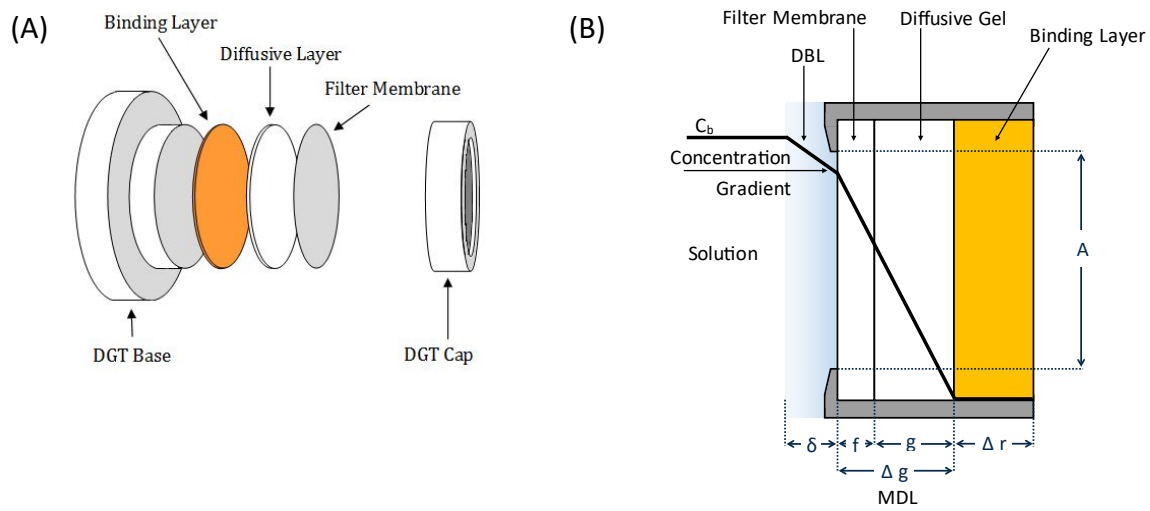 (A)
Binding Layer
Diffusive Layer
Filter Membrane
DGT Base
DGT Cap
(B)
Filter Membrane
Diffusive Gel
Binding Layer
DBL
Cb
Concentration
Gradient
Solution
A
δ
f
g
Δ r
Δ g
MDL